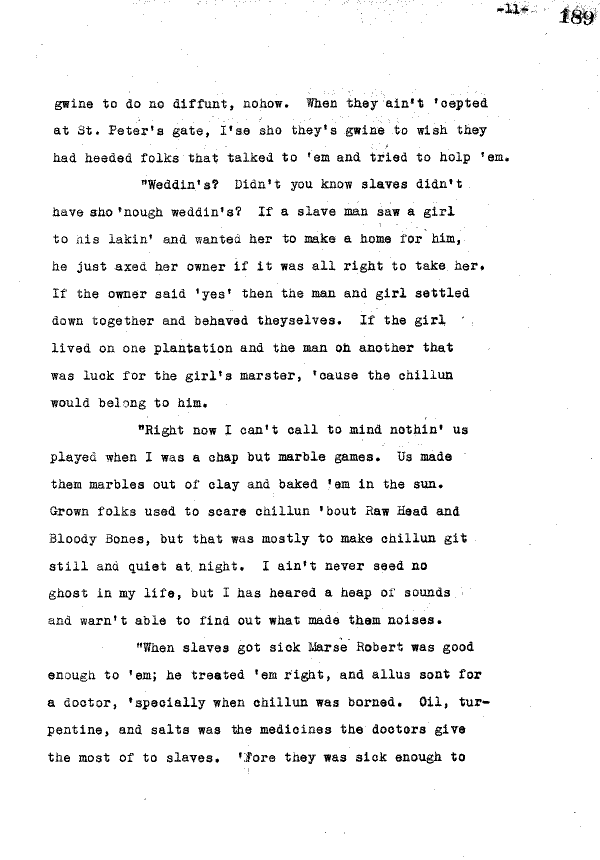 -11-
189
gwine to do no diffunt, nohow. When they ain't 'cepted
at St. Peter's gate, I'se sho they's gwine to wish they
had heeded folks that talked to 'em and tried to holp 'em.
"Weddin's? Didn't you know slaves didn't
have sho 'nough weddin's? If a slave man saw a girl
to his lakin' and wanted her to make a home for him,
he just axed her owner if it was all right to take her.
If the owner said 'yes' then the man and girl settled
down together and behaved theyselves. If the girl
lived on one plantation and the man on another that
was luck for the girl's marster, 'cause the chillun
would belong to him.
"Right now I can't call to mind nothin' us
played when I was a chap but marble games. Us made
them marbles out of clay and baked 'em in the sun.
Grown folks used to scare chillun 'bout Raw Head and
Bloody Bones, but that was mostly to make chillun git
still and quiet at night. I ain't never seed no
ghost in my life, but I has heared a heap of sounds
and warn't able to find out what made them noises.
"When slaves got sick Marse Robert was good
enough to 'em; he treated 'em right, and allus sont for
a doctor, 'specially when chillun was borned. Oil, tur-
pentine, and salts was the medicines the doctors give
the most of to slaves. 'Fore they was sick enough to